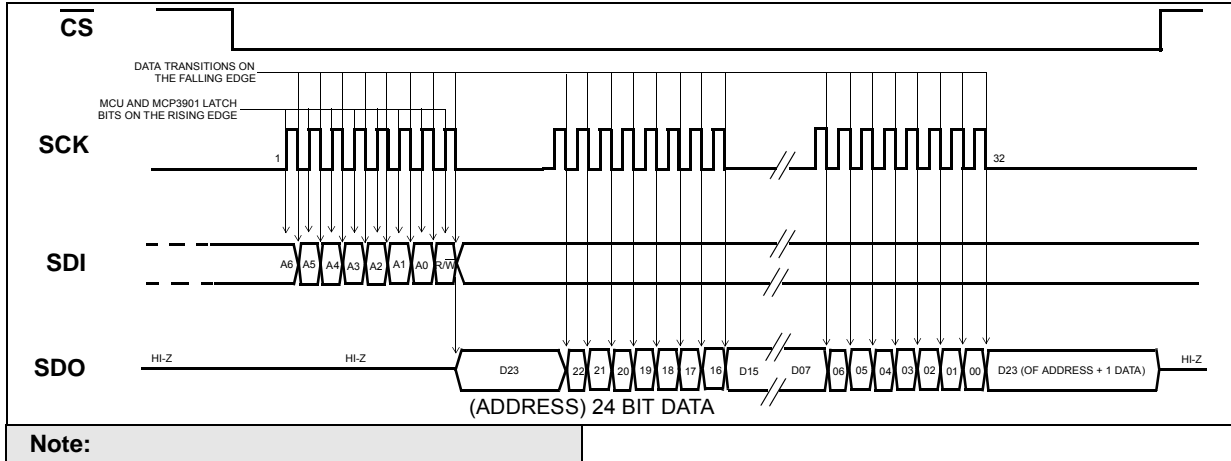 CS
DATA TRANSITIONS ON
THE FALLING EDGE
MCU AND MCP3901 LATCH
BITS ON THE RISING EDGE
SCK
1
32
SDI
A6 A5 A4 A3 A2 A1 A0 R/W
SDO
HI-Z HI-Z D23 22 21 20 19 18 17 16 D15 D07 06 05 04 03 02 01 00 D23 (OF ADDRESS + 1 DATA) HI-Z
(ADDRESS) 24 BIT DATA
Note: